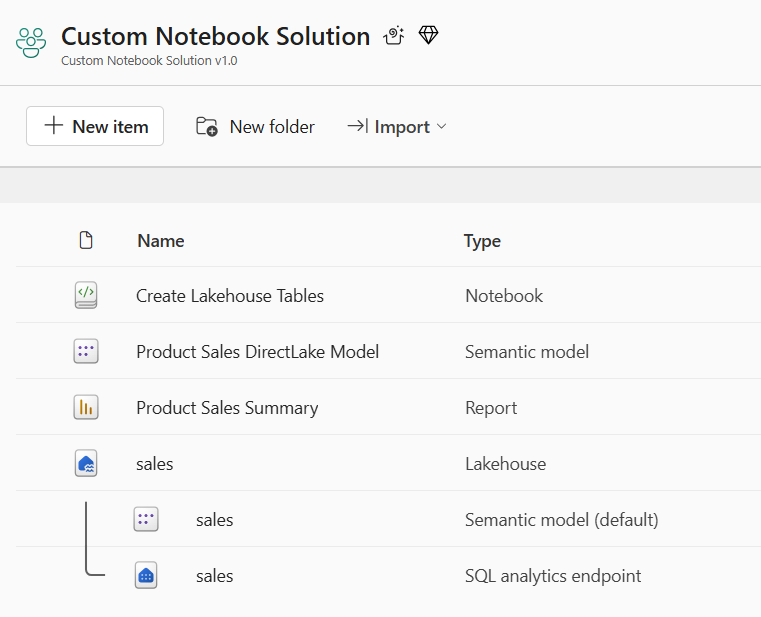 Custom Notebook Solution
Custom Notebook Solution v1.0
New item New folder Import
Name Type
Create Lakehouse Tables Notebook
Product Sales DirectLake Model Semantic model
Product Sales Summary Report
sales Lakehouse
sales Semantic model (default)
sales SQL analytics endpoint